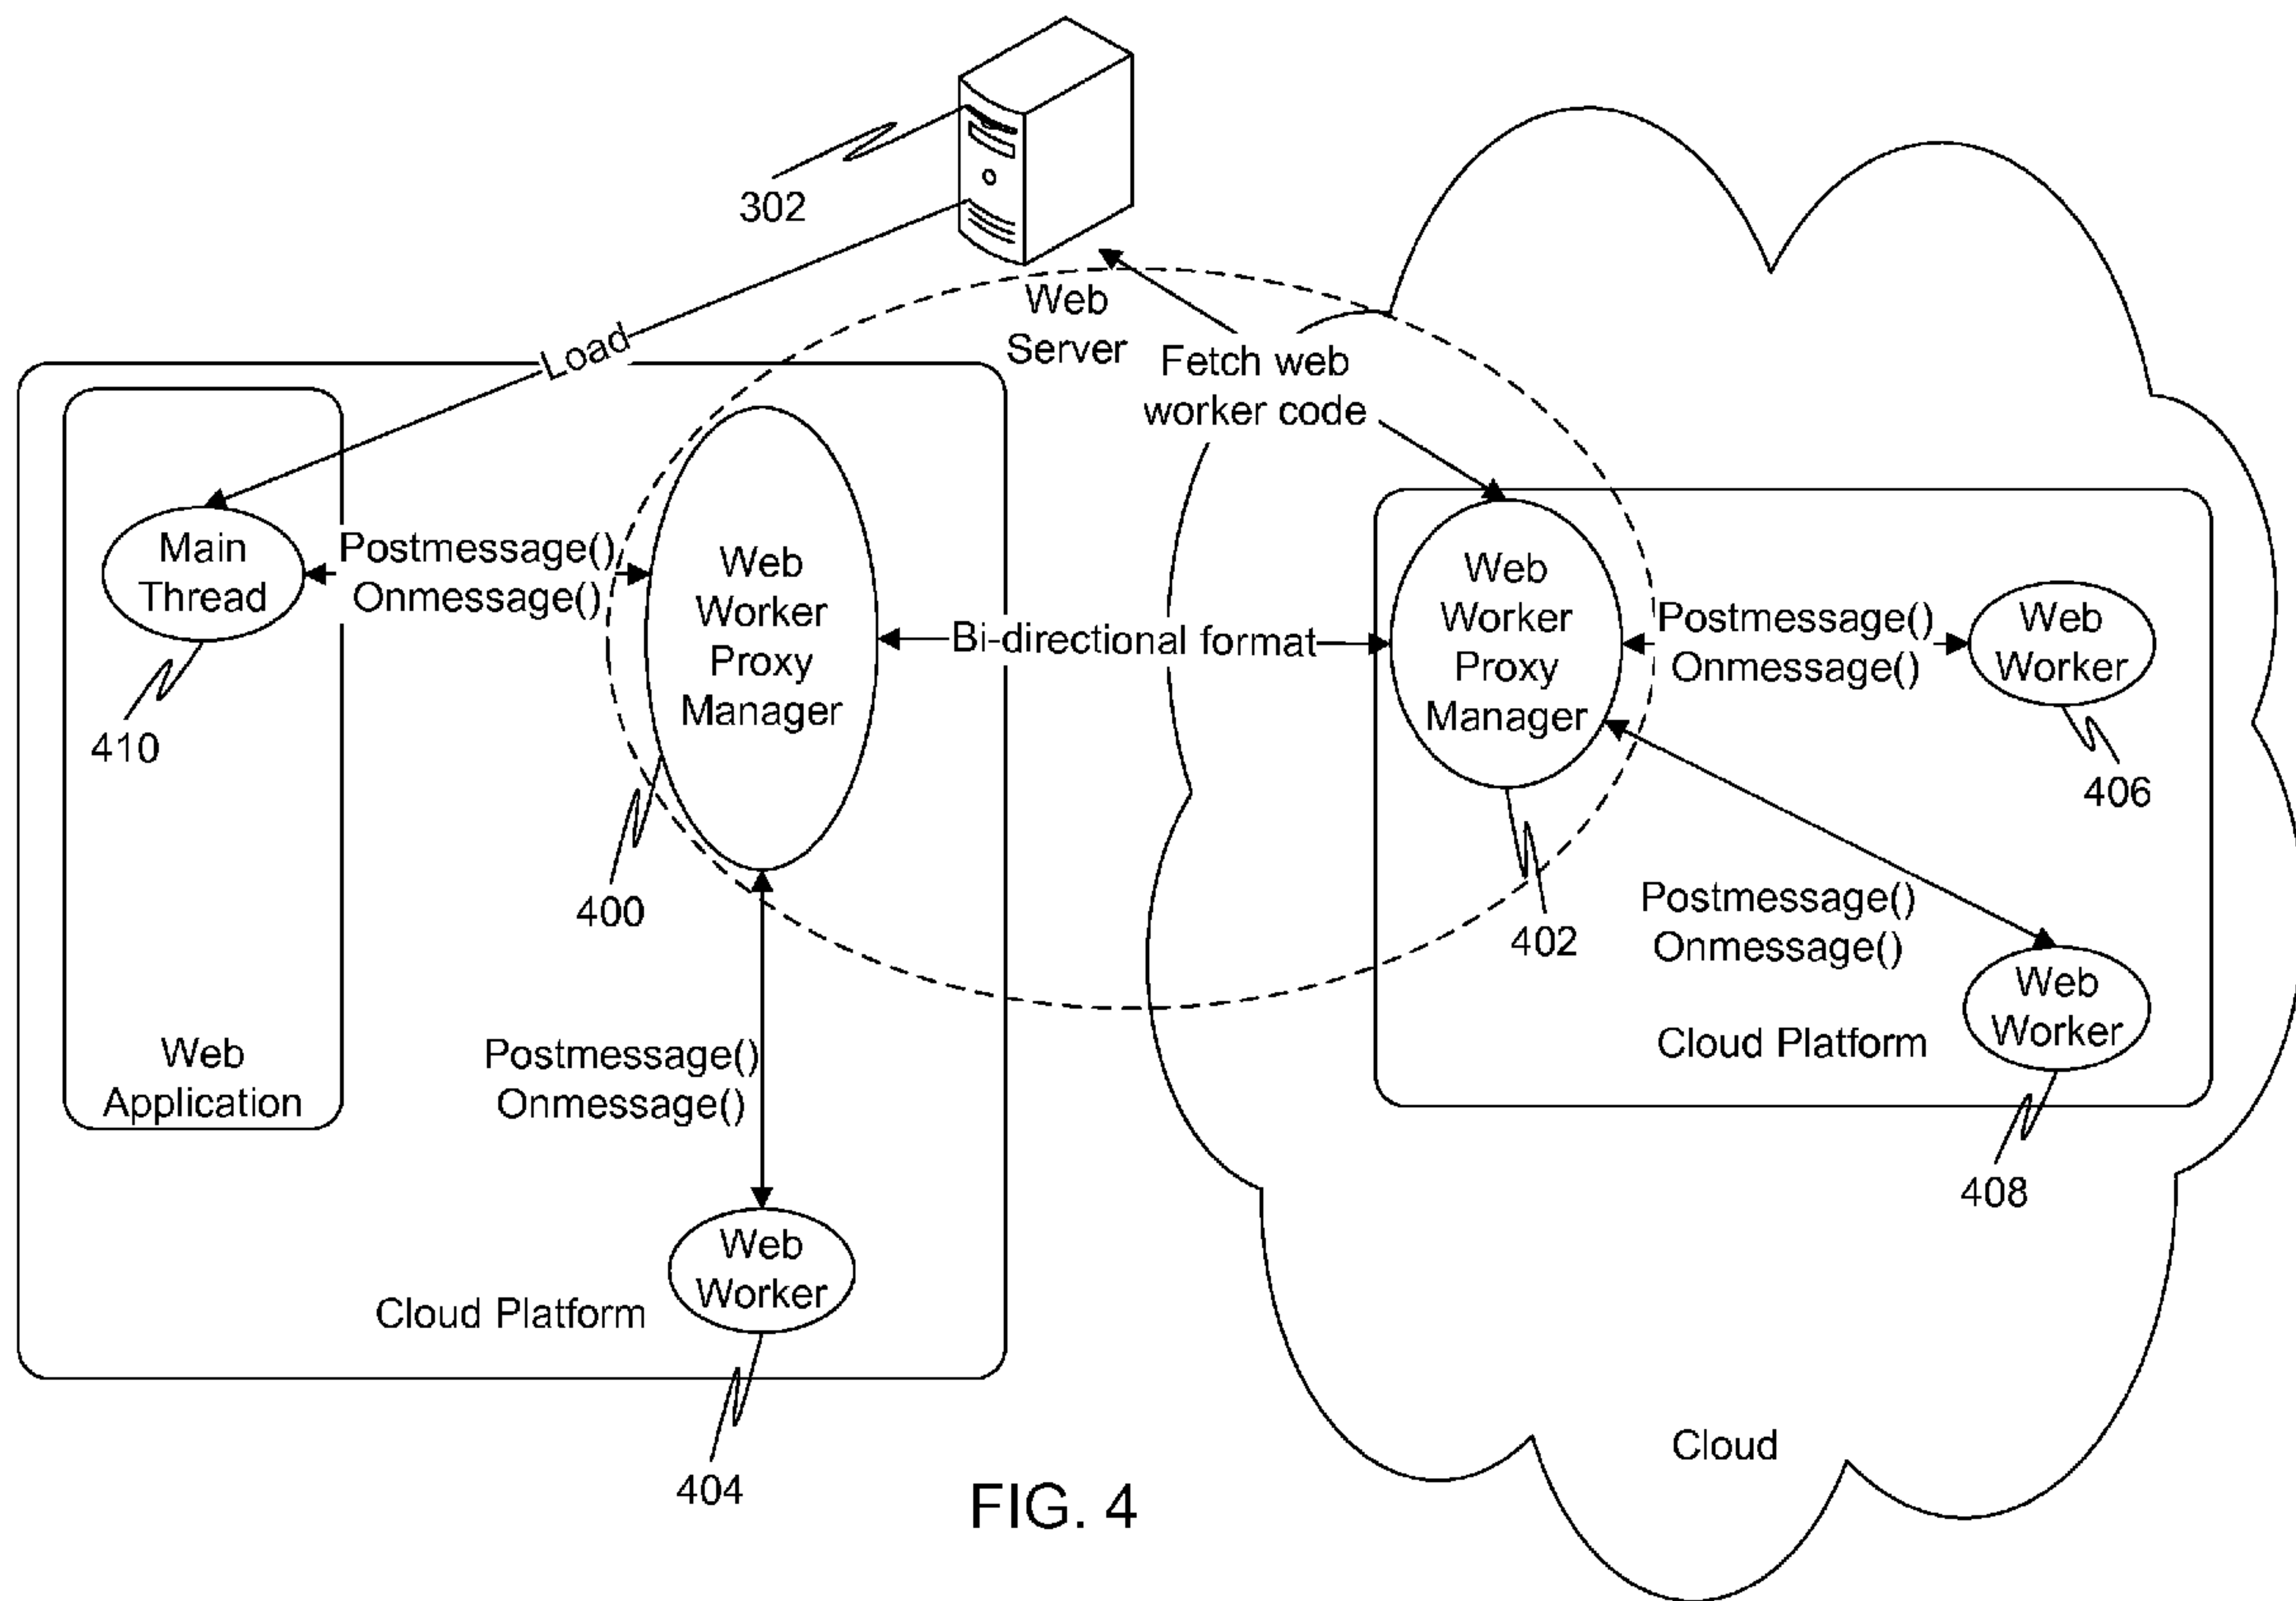 302
Web
Server
Load
Fetch web
worker code
Main
Thread
410
Postmessage()
Onmessage()
Web
Worker
Proxy
Manager
400
Bi-directional format
Web
Worker
Proxy
Manager
402
Postmessage()
Onmessage()
Web
Worker
406
Postmessage()
Onmessage()
Web
Worker
408
Cloud Platform
Web
Application
Postmessage()
Onmessage()
Web
Worker
404
Cloud Platform
Cloud
FIG. 4